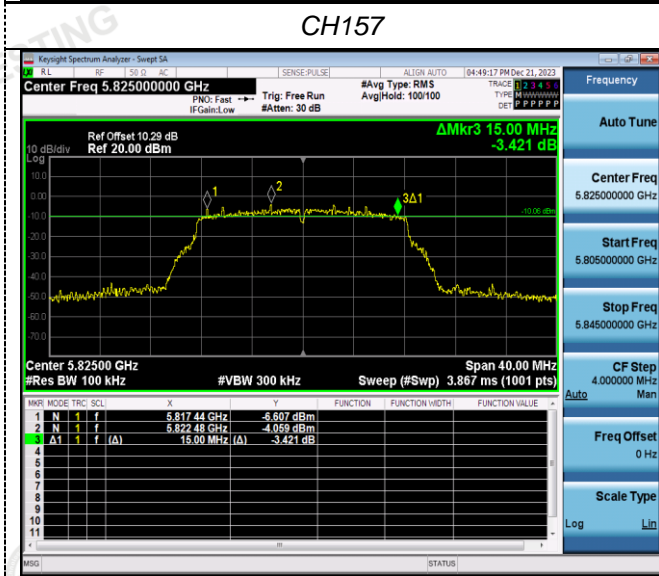 TESTING
CH157
Keysight Spectrum Analyzer - Swept SA
RL RF 50 Ω AC SENSE:PULSE ALIGN AUTO 04:49:17 PM Dec 21, 2023
Center Freq 5.825000000 GHz
PNO: Fast
IFGain:Low
Trig: Free Run
#Atten: 30 dB
#Avg Type: RMS
Avg|Hold: 100/100
TRACE 1 2 3 4 5 6
TYPE M WWWWW
DET P P P P P P
Frequency
Auto Tune
Center Freq
5.825000000 GHz
Start Freq
5.805000000 GHz
Stop Freq
5.845000000 GHz
CF Step
4.000000 MHz
Auto Man
Freq Offset
0 Hz
Scale Type
Log Lin
Ref Offset 10.29 dB
10 dB/div Ref 20.00 dBm
Log
ΔMkr3 15.00 MHz
-3.421 dB
10.0
0.00
-10.0
-20.0
-30.0
-40.0
-50.0
-60.0
-70.0
1
2
3Δ1
-10.06 dBm
Center 5.82500 GHz Span 40.00 MHz
#Res BW 100 kHz #VBW 300 kHz Sweep (#Swp) 3.867 ms (1001 pts)
MKR MODE TRC SCL X Y FUNCTION FUNCTION WIDTH FUNCTION VALUE
1 N 1 f 5.817 44 GHz -6.607 dBm
2 N 1 f 5.822 48 GHz -4.059 dBm
3 Δ1 1 f (Δ) 15.00 MHz (Δ) -3.421 dB
4
5
6
7
8
9
10
11
MSG STATUS